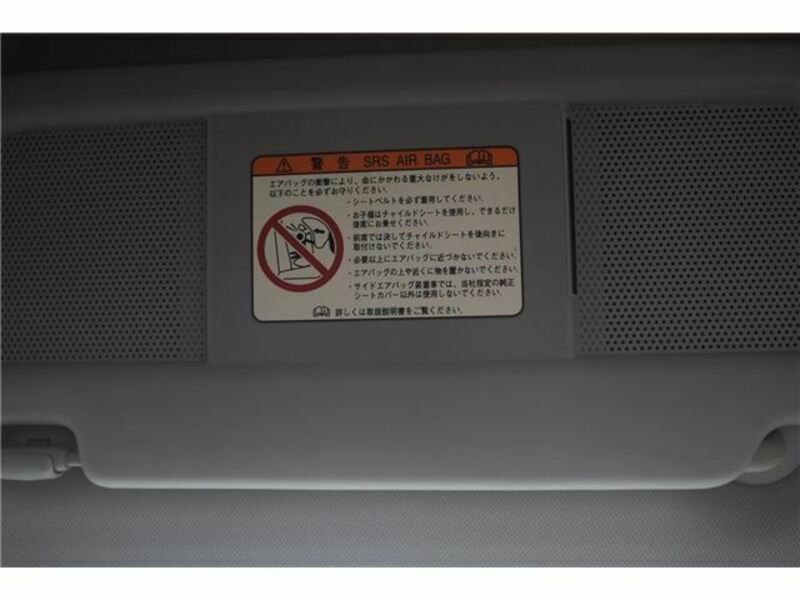 警告 SRS AIR BAG
エアバッグの衝撃により、命にかかわる重大なけがをしないよう、
以下のことを必ずお守りください。
・シートベルトを必ず着用してください。
・お子様はチャイルドシートを使用し、できるだけ
後席にお乗せください。
・前席では決してチャイルドシートを後向きに
取付けないでください。
・必要以上にエアバッグに近づかないでください。
・エアバッグの上や近くに物を置かないでください。
・サイドエアバッグ装着車では、当社指定の純正
シートカバー以外は使用しないでください。
詳しくは取扱説明書をご覧ください。